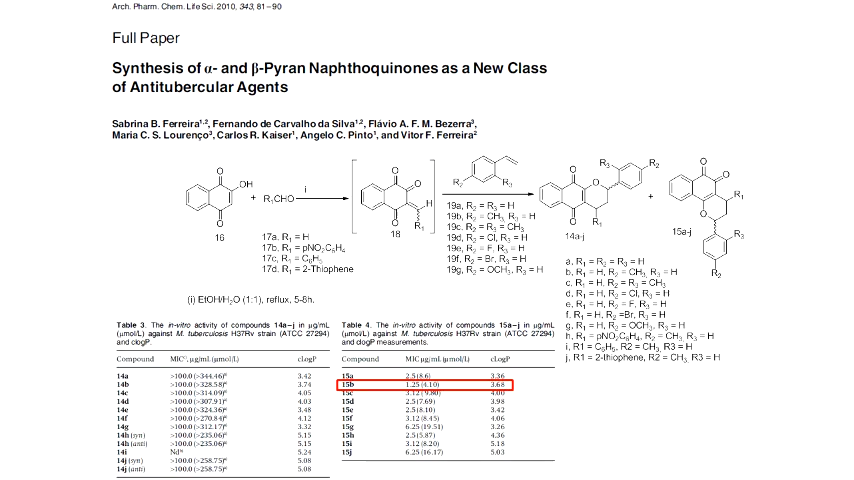 Arch. Pharm. Chem. Life Sci. 2010, 343, 81–90
Full Paper
Synthesis of α- and β-Pyran Naphthoquinones as a New Class
of Antitubercular Agents
Sabrina B. Ferreira1,2, Fernando de Carvalho da Silva1,2, Flávio A. F. M. Bezerra3,
Maria C. S. Lourenço3, Carlos R. Kaiser1, Angelo C. Pinto1, and Vitor F. Ferreira2
O
OH
O
16
+ R1CHO
i
O
O
O
H
R1
18
R2
R3
O
O
O
R1
R3
R2
14a-j
+
O
O
O
R1
R3
R2
15a-j
17a. R1 = H
17b. R1 = pNO2C6H4
17c. R1 = C6H5
17d. R1 = 2-Thiophene
19a, R2 = R3 = H
19b, R2 = CH3, R3 = H
19c, R2 = R3 = CH3
19d, R2 = Cl, R3 = H
19e, R2 = F, R3 = H
19f, R2 = Br, R3 = H
19g, R2 = OCH3, R3 = H
a, R1 = R2 = R3 = H
b, R1 = H, R2 = CH3, R3 = H
c, R1 = H, R2 = R3 = CH3
d, R1 = H, R2 = Cl, R3 = H
e, R1 = H, R2 = F, R3 = H
f, R1 = H, R2 =Br, R3 = H
g, R1 = H, R2 = OCH3, R3 = H
h, R1 = pNO2C6H4, R2 = CH3, R3 = H
i, R1 = C6H5, R2 = CH3, R3 = H
j, R1 = 2-thiophene, R2 = CH3, R3 = H
(i) EtOH/H2O (1:1), reflux, 5-8h.
Table 3. The in-vitro activity of compounds 14a–j in μg/mL
(μmol/L) against M. tuberculosis H37Rv strain (ATCC 27294)
and clogP.
Compound MIC, μg/mL (μmol/L) cLogP
14a >100.0 (>344.46) 3.42
14b >100.0 (>328.58) 3.74
14c >100.0 (>314.09) 4.05
14d >100.0 (>307.91) 4.03
14e >100.0 (>324.36) 3.48
14f >100.0 (>270.84) 4.12
14g >100.0 (>312.17) 3.32
14h (syn) >100.0 (>235.06) 5.15
14h (anti) >100.0 (>235.06) 5.15
14i Nd 5.24
14j (syn) >100.0 (>258.75) 5.08
14j (anti) >100.0 (>258.75) 5.08
Table 4. The in-vitro activity of compounds 15a–j in μg/mL
(μmol/L) against M. tuberculosis H37Rv strain (ATCC 27294)
and clogP measurements.
Compound MIC μg/mL (μmol/L) cLogP
15a 2.5 (8.6) 3.36
15b 1.25 (4.10) 3.68
15c 3.12 (9.80) 4.00
15d 2.5 (7.69) 3.98
15e 2.5 (8.10) 3.42
15f 3.12 (8.45) 4.06
15g 6.25 (19.51) 3.26
15h 2.5 (5.87) 4.36
15i 3.12 (8.20) 5.18
15j 6.25 (16.17) 5.03